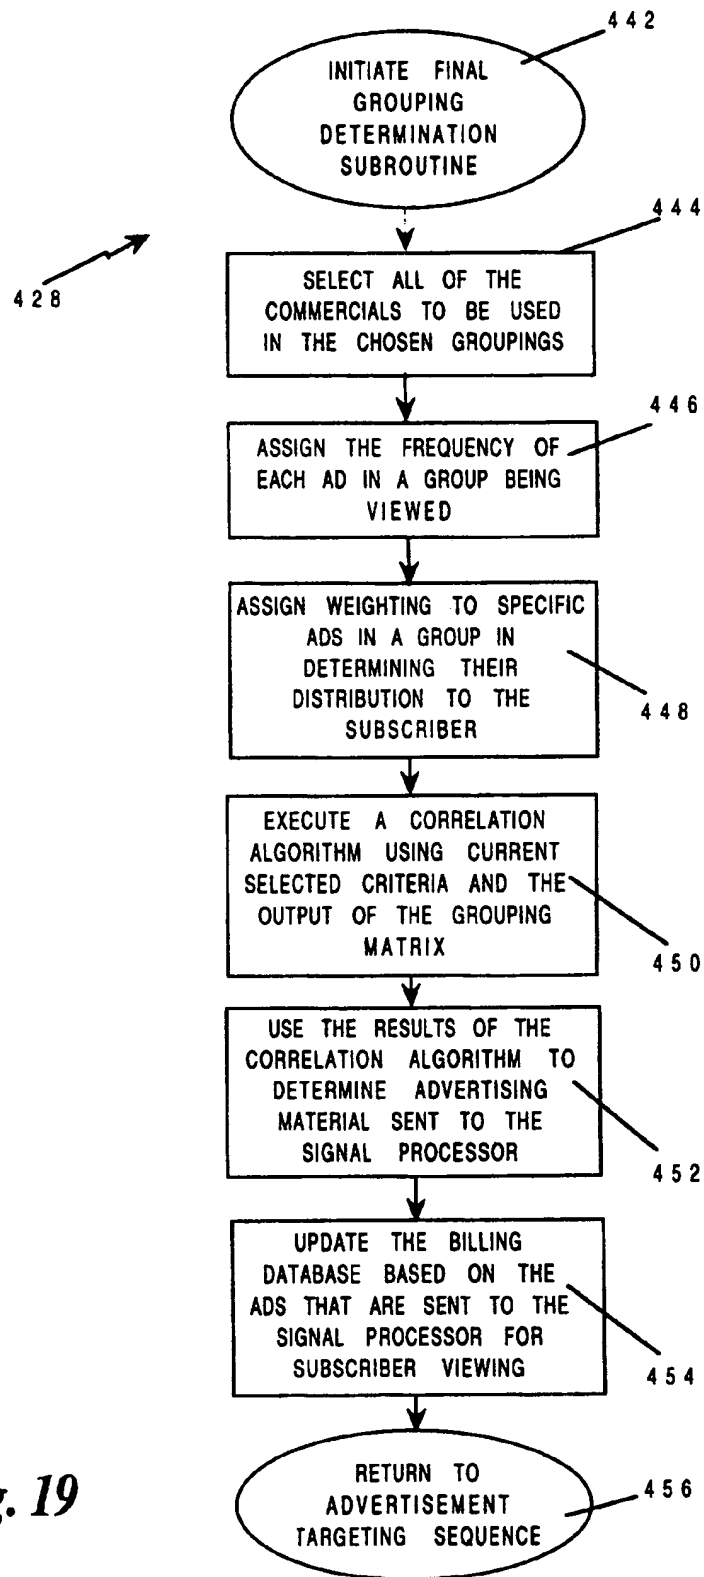 442
INITIATE FINAL
GROUPING
DETERMINATION
SUBROUTINE
444
428
SELECT ALL OF THE
COMMERCIALS TO BE USED
IN THE CHOSEN GROUPINGS
446
ASSIGN THE FREQUENCY OF
EACH AD IN A GROUP BEING
VIEWED
ASSIGN WEIGHTING TO SPECIFIC
ADS IN A GROUP IN
DETERMINING THEIR
DISTRIBUTION TO THE
SUBSCRIBER
448
EXECUTE A CORRELATION
ALGORITHM USING CURRENT
SELECTED CRITERIA AND THE
OUTPUT OF THE GROUPING
MATRIX
450
USE THE RESULTS OF THE
CORRELATION ALGORITHM TO
DETERMINE ADVERTISING
MATERIAL SENT TO THE
SIGNAL PROCESSOR
452
UPDATE THE BILLING
DATABASE BASED ON THE
ADS THAT ARE SENT TO THE
SIGNAL PROCESSOR FOR
SUBSCRIBER VIEWING
454
RETURN TO
ADVERTISEMENT
TARGETING SEQUENCE
456
g. 19